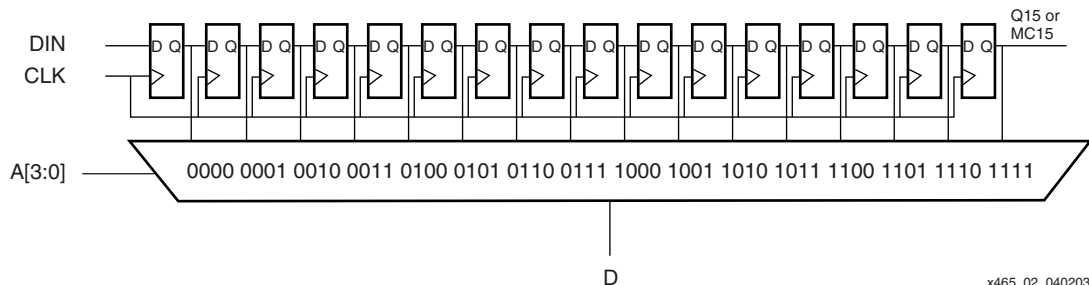 Q15 or
MC15
DIN
D Q D Q D Q D Q D Q D Q D Q D Q D Q D Q D Q D Q D Q D Q D Q D Q
CLK
A[3:0]
0000 0001 0010 0011 0100 0101 0110 0111 1000 1001 1010 1011 1100 1101 1110 1111
D
x465_02_040203